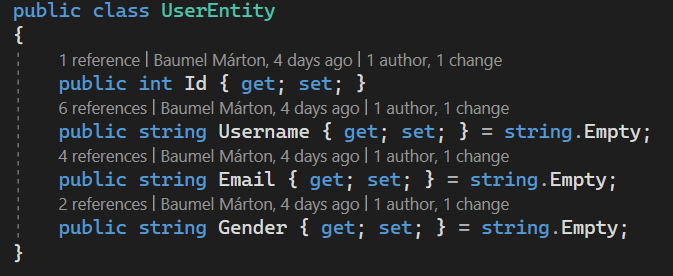 public class UserEntity
{
1 reference | Baumel Márton, 4 days ago | 1 author, 1 change
public int Id { get; set; }
6 references | Baumel Márton, 4 days ago | 1 author, 1 change
public string Username { get; set; } = string.Empty;
4 references | Baumel Márton, 4 days ago | 1 author, 1 change
public string Email { get; set; } = string.Empty;
2 references | Baumel Márton, 4 days ago | 1 author, 1 change
public string Gender { get; set; } = string.Empty;
}